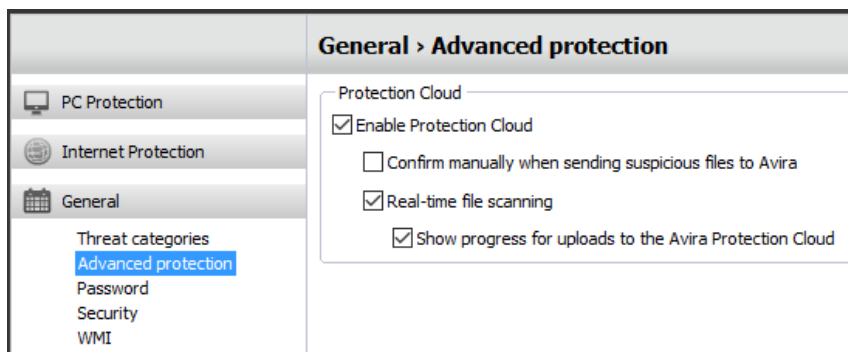 General › Advanced protection
PC Protection
Internet Protection
General
Threat categories
Advanced protection
Password
Security
WMI
Protection Cloud
Enable Protection Cloud
Confirm manually when sending suspicious files to Avira
Real-time file scanning
Show progress for uploads to the Avira Protection Cloud